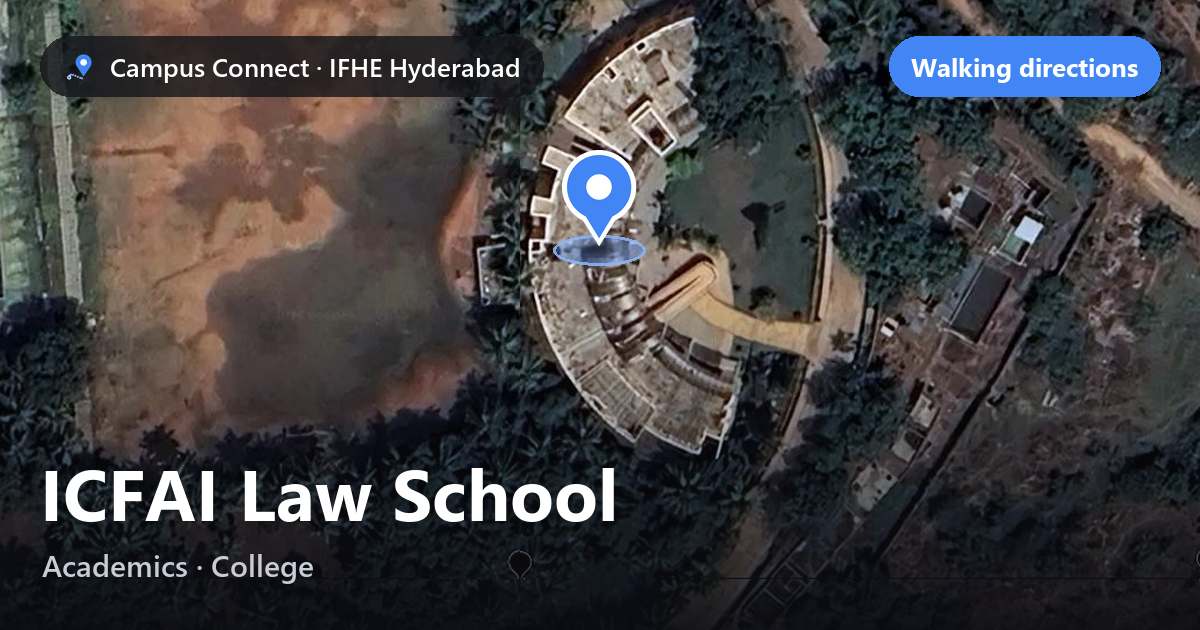 Campus Connect · IFHE Hyderabad
Walking directions
ICFAI Law School
Academics · College